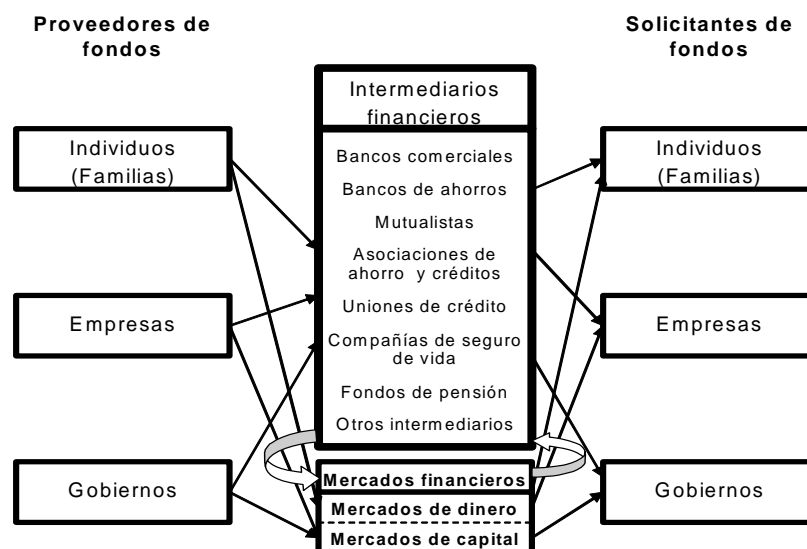 Proveedores de
fondos
Solicitantes de
fondos
Intermediarios
financieros
Individuos
(Familias)
Empresas
Gobiernos
Bancos comerciales
Bancos de ahorros
Mutualistas
Asociaciones de
ahorro y créditos
Uniones de crédito
Compañías de seguro
de vida
Fondos de pensión
Otros intermediarios
Mercados financieros
Mercados de dinero
Mercados de capital
Individuos
(Familias)
Empresas
Gobiernos